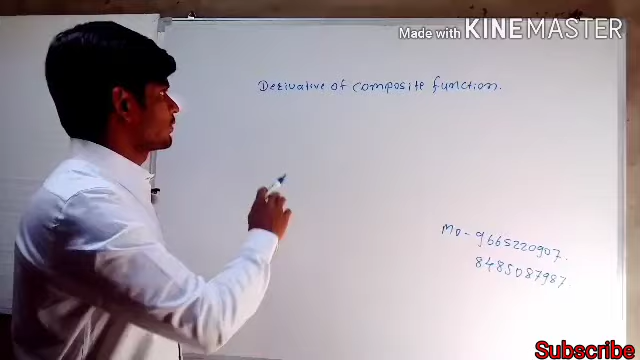 Made with KINEMASTER
Derivative of composite function.
MO - 9665220907.
8485087987.
Subscribe